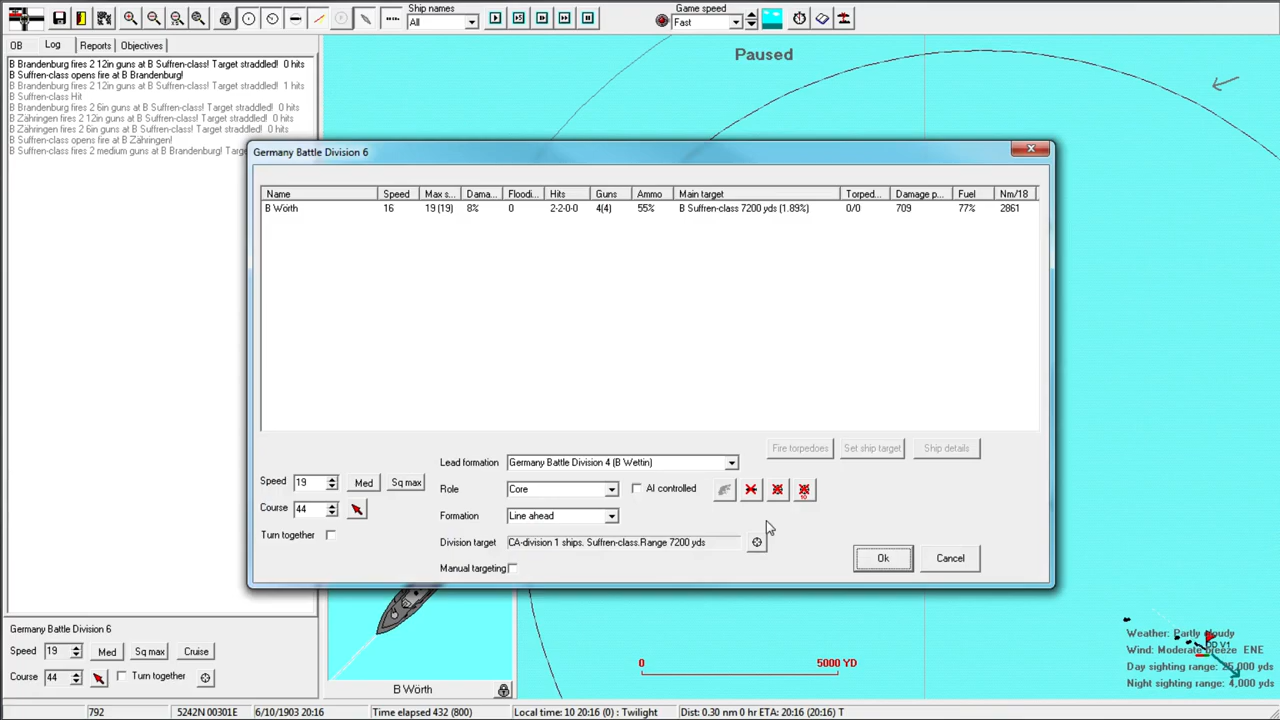 Ship names
All
Game speed
Fast
OB Log Reports Objectives
B Brandenburg fires 2 12in guns at B Suffren-class! Target straddled! 0 hits
B Suffren-class opens fire at B Brandenburg!
B Brandenburg fires 2 12in guns at B Suffren-class! Target straddled! 1 hits
B Suffren-class Hit
B Brandenburg fires 2 6in guns at B Suffren-class! Target straddled! 0 hits
B Zähringen fires 2 12in guns at B Suffren-class! Target straddled! 0 hits
B Zähringen fires 2 6in guns at B Suffren-class! Target straddled! 0 hits
B Suffren-class opens fire at B Zähringen!
B Suffren-class fires 2 medium guns at B Brandenburg! Targ
Paused
Germany Battle Division 6
Name Speed Max s... Dama... Floodi... Hits Guns Ammo Main target Torped... Damage p... Fuel Nm/18
B Wörth 16 19 (19) 8% 0 2-2-0-0 4(4) 55% B Suffren-class 7200 yds (1.89%) 0/0 709 77% 2861
Fire torpedoes Set ship target Ship details
Lead formation Germany Battle Division 4 (B Wettin)
Speed 19 Med Sq max
Role Core AI controlled
10
Course 44
Formation Line ahead
Turn together
Division target CA-division 1 ships. Suffren-class.Range 7200 yds
Ok Cancel
Manual targeting
Germany Battle Division 6
Speed 19 Med Sq max Cruise
Course 44 Turn together
B Wörth
0 5000 YD
DD V1
Weather: Partly cloudy
Wind: Moderate breeze ENE
Day sighting range: 25,000 yds
Night sighting range: 4,000 yds
792 5242N 00301E 6/10/1903 20:16 Time elapsed 432 (800) Local time: 10 20:16 (0) : Twilight Dist: 0.30 nm 0 hr ETA: 20:16 (20:16) T